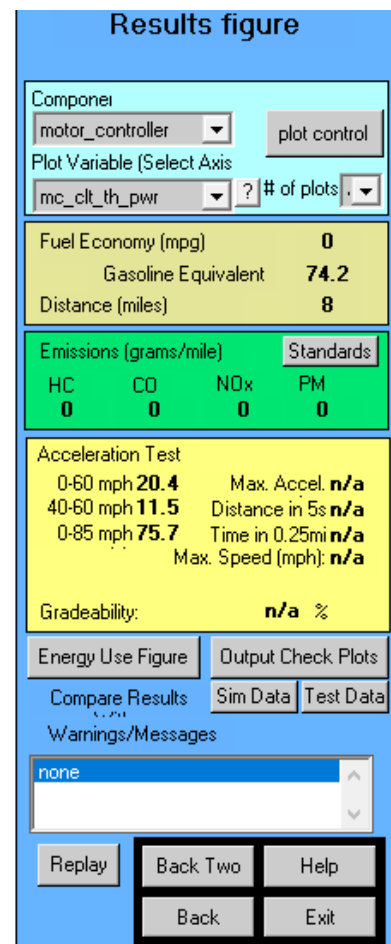 Results figure
Componer
motor_controller
plot control
Plot Variable (Select Axis
mc_clt_th_pwr ? # of plots
Fuel Economy (mpg) 0
Gasoline Equivalent 74.2
Distance (miles) 8
Emissions (grams/mile) Standards
HC CO NOx PM
0 0 0 0
Acceleration Test
0-60 mph 20.4 Max. Accel. n/a
40-60 mph 11.5 Distance in 5s n/a
0-85 mph 75.7 Time in 0.25mi n/a
Max. Speed (mph): n/a
Gradeability: n/a %
Energy Use Figure Output Check Plots
Compare Results Sim Data Test Data
Warnings/Messages
none
Replay Back Two Help
Back Exit